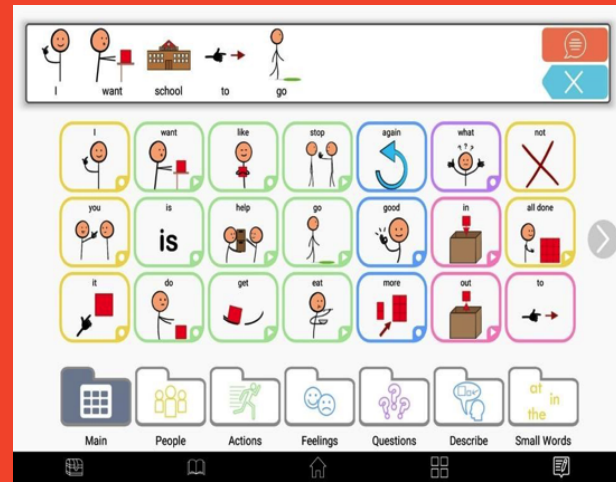 I want school to go
I want like stop again what not
you is help go good in all done
is
it do get eat more out to
???
at
in
the
Main People Actions Feelings Questions Describe Small Words